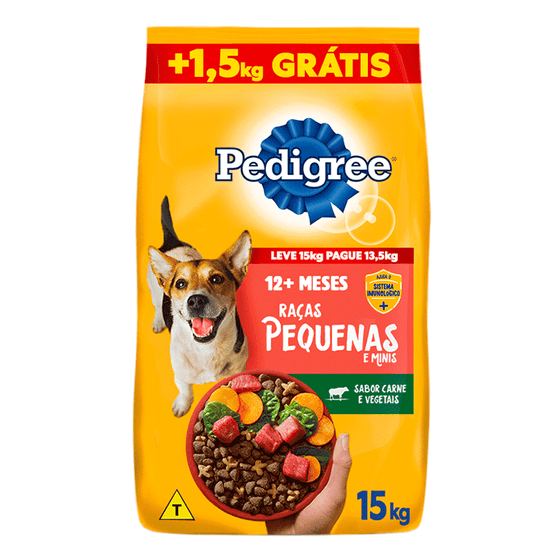 +1,5kg GRÁTIS
Pedigree®
LEVE 15kg PAGUE 13,5kg
12+ MESES
AJUDA O
SISTEMA
IMUNOLÓGICO
+
RAÇAS
PEQUENAS
E MINIS
SABOR CARNE
E VEGETAIS
T
15kg